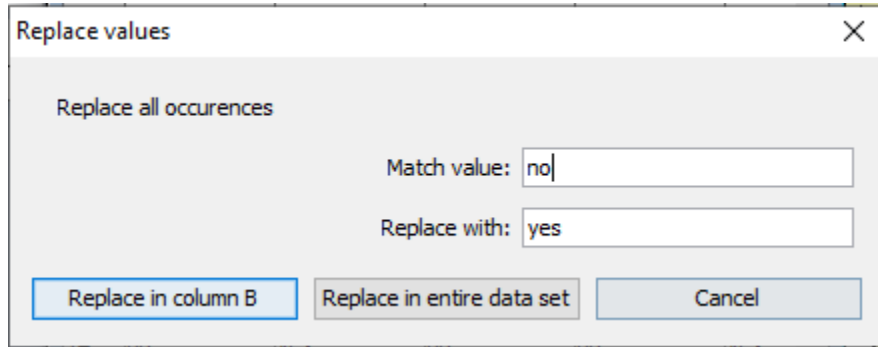 Replace values
Replace all occurences
Match value: no
Replace with: yes
Replace in column B Replace in entire data set Cancel